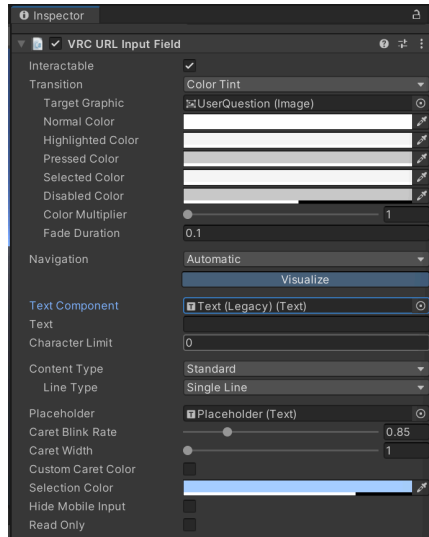 Inspector
VRC URL Input Field
Interactable
Transition Color Tint
Target Graphic UserQuestion (Image)
Normal Color
Highlighted Color
Pressed Color
Selected Color
Disabled Color
Color Multiplier 1
Fade Duration 0.1
Navigation Automatic
Visualize
Text Component Text (Legacy) (Text)
Text
Character Limit 0
Content Type Standard
Line Type Single Line
Placeholder Placeholder (Text)
Caret Blink Rate 0.85
Caret Width 1
Custom Caret Color
Selection Color
Hide Mobile Input
Read Only